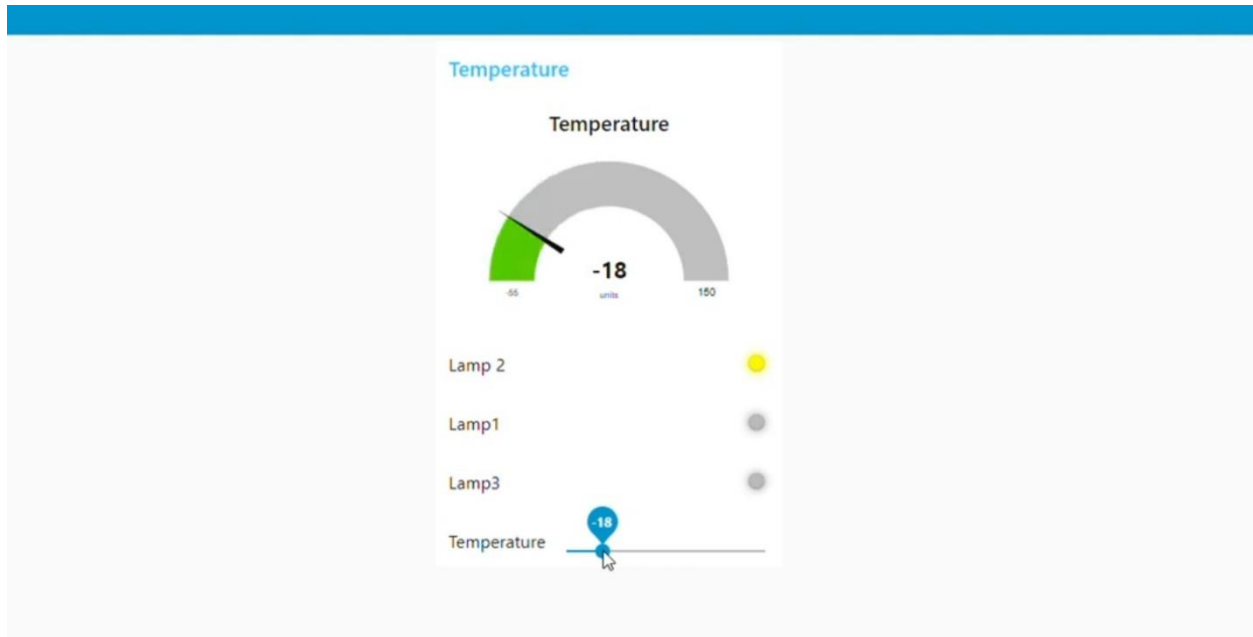 Temperature
Temperature
-18
-55 units 150
Lamp 2
Lamp1
Lamp3
-18
Temperature